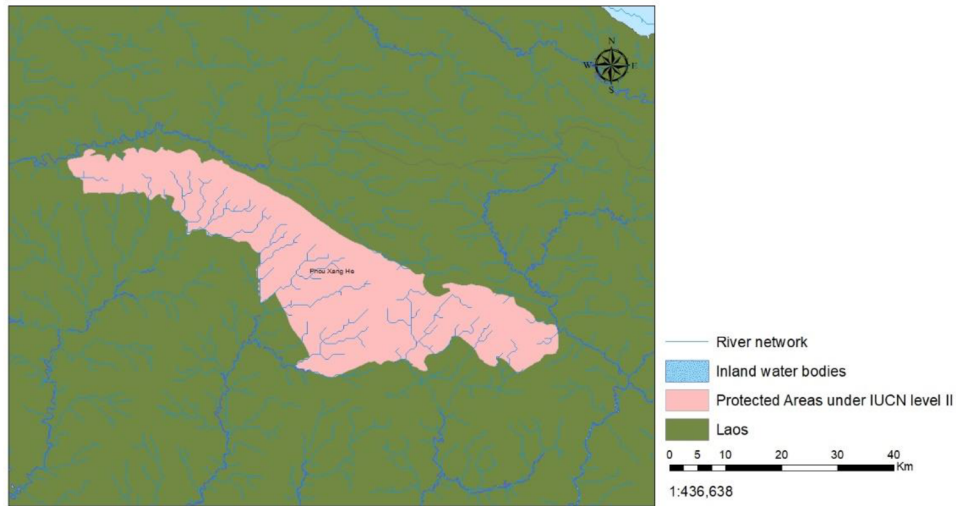 N
W E
S
Phou Xang He
River network
Inland water bodies
Protected Areas under IUCN level II
Laos
0 5 10 20 30 40
Km
1:436,638